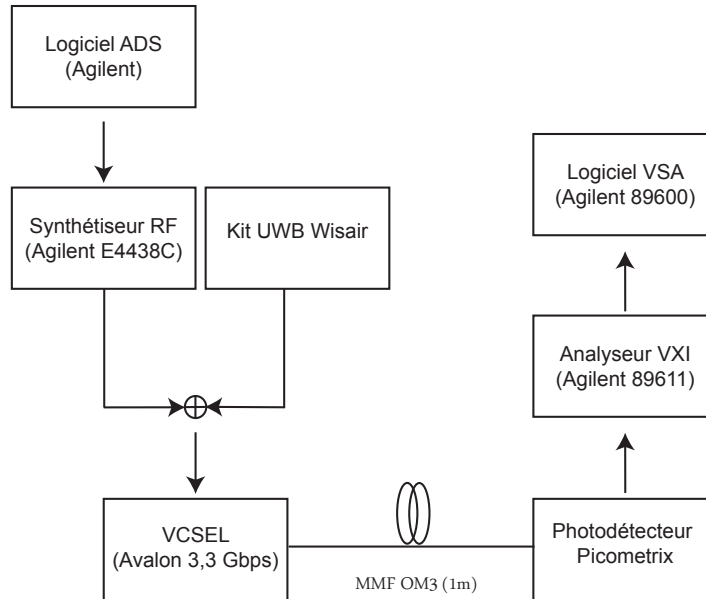 Logiciel ADS
(Agilent)
Synthétiseur RF
(Agilent E4438C)
Kit UWB Wisair
VCSEL
(Avalon 3,3 Gbps)
MMF OM3 (1m)
Photodétecteur
Picometrix
Analyseur VXI
(Agilent 89611)
Logiciel VSA
(Agilent 89600)